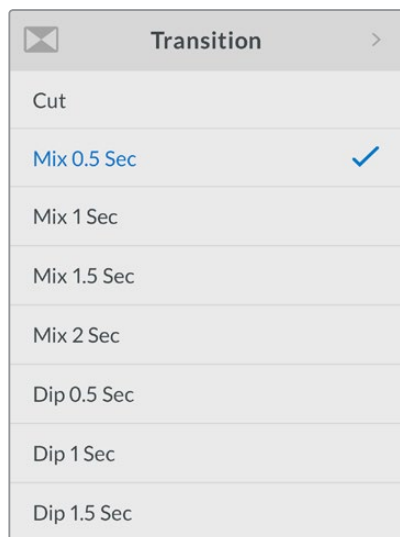 Transition
Cut
Mix 0.5 Sec
Mix 1 Sec
Mix 1.5 Sec
Mix 2 Sec
Dip 0.5 Sec
Dip 1 Sec
Dip 1.5 Sec